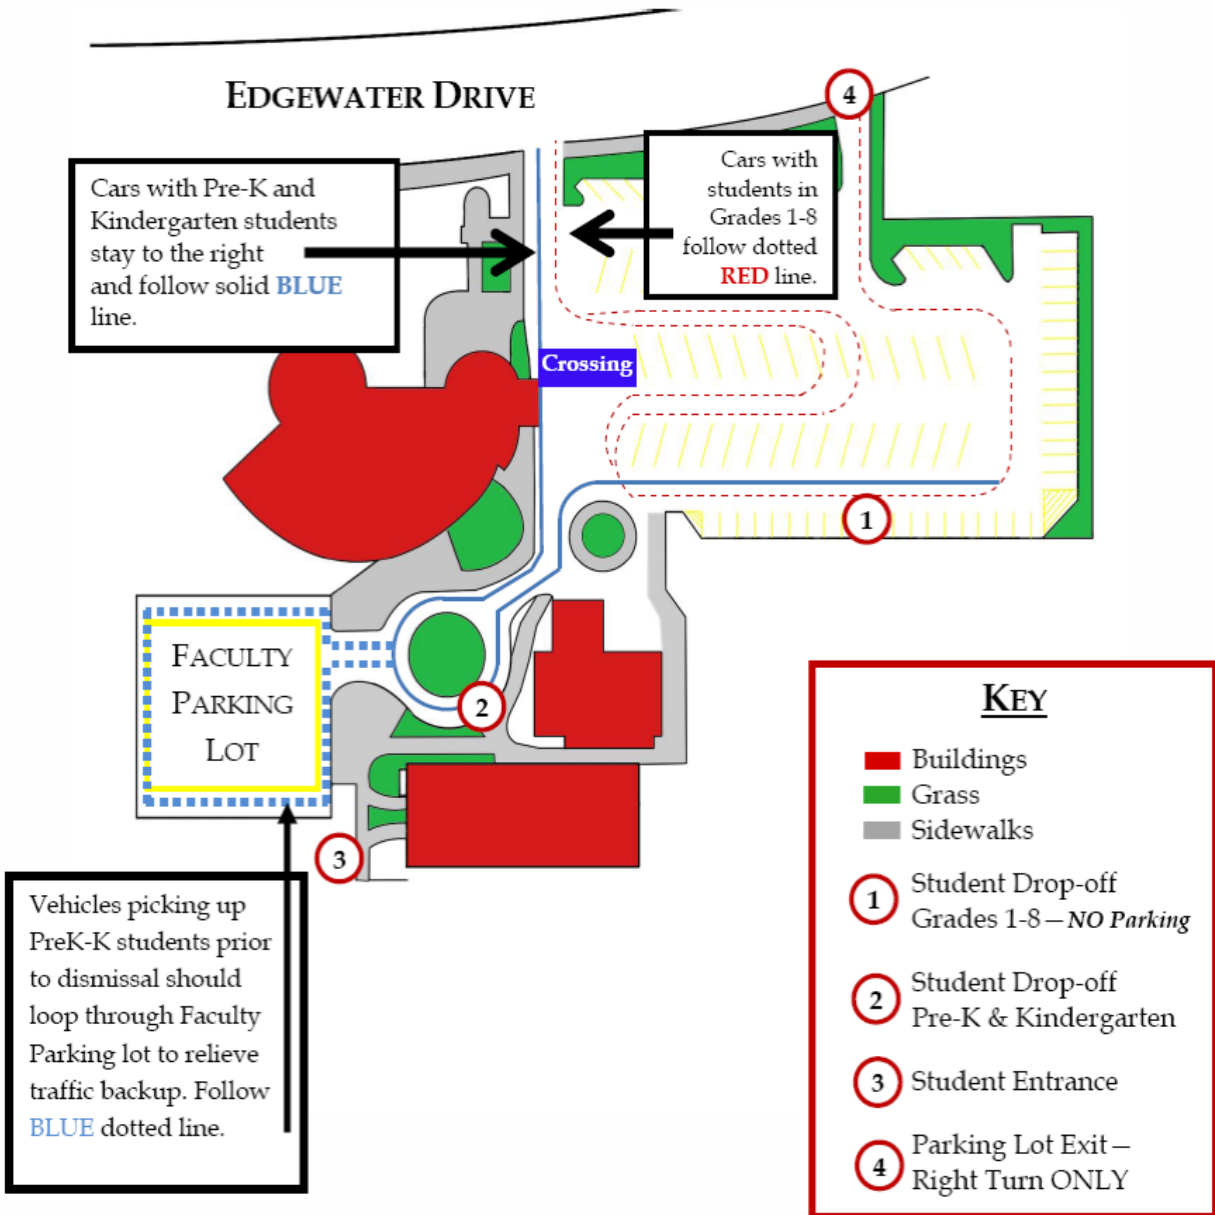 EDGEWATER DRIVE
4
Cars with Pre-K and
Kindergarten students
stay to the right
and follow solid BLUE
line.
Cars with
students in
Grades 1-8
follow dotted
RED line.
Crossing
1
FACULTY
PARKING
LOT
2
3
Vehicles picking up
PreK-K students prior
to dismissal should
loop through Faculty
Parking lot to relieve
traffic backup. Follow
BLUE dotted line.
KEY
Buildings
Grass
Sidewalks
1 Student Drop-off
Grades 1-8 – NO Parking
2 Student Drop-off
Pre-K & Kindergarten
3 Student Entrance
4 Parking Lot Exit –
Right Turn ONLY